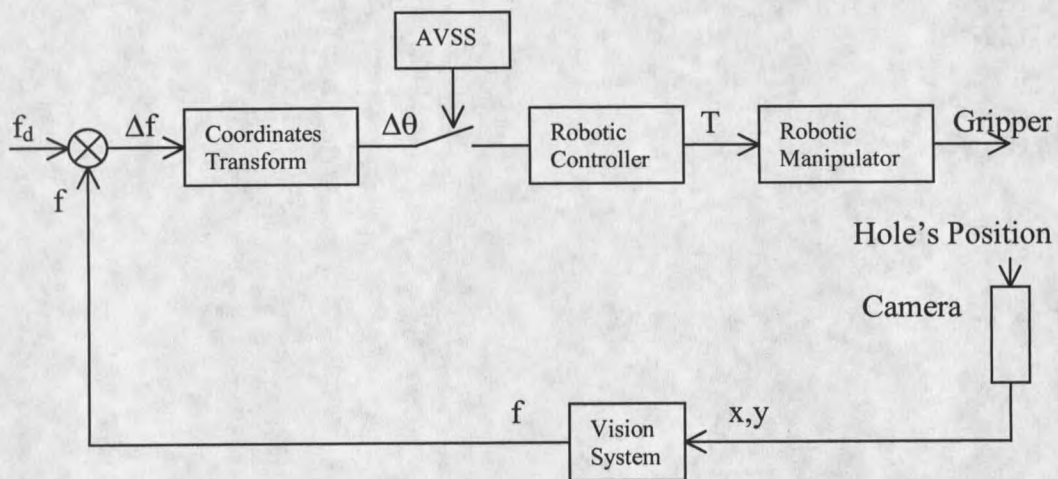 AVSS
f_d
Δf
Coordinates
Transform
Δθ
Robotic
Controller
T
Robotic
Manipulator
Gripper
f
Hole's Position
Camera
f
Vision
System
x,y